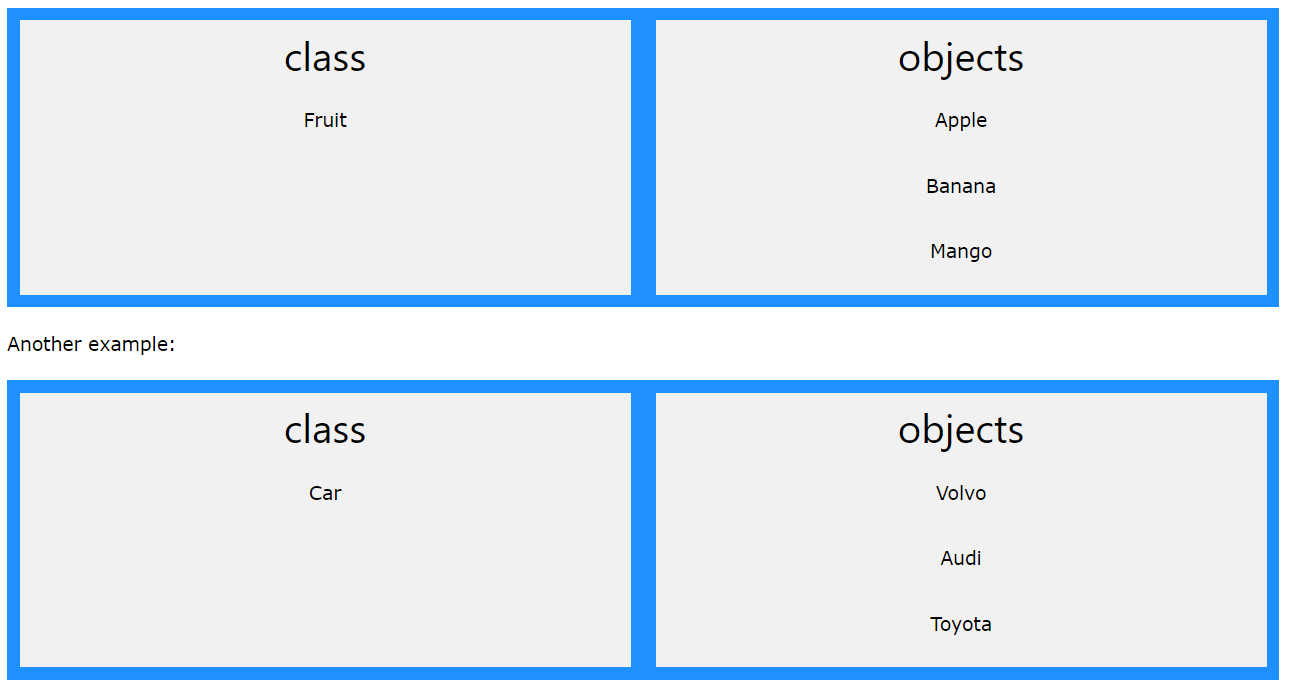 class
Fruit
objects
Apple
Banana
Mango
Another example:
class
Car
objects
Volvo
Audi
Toyota